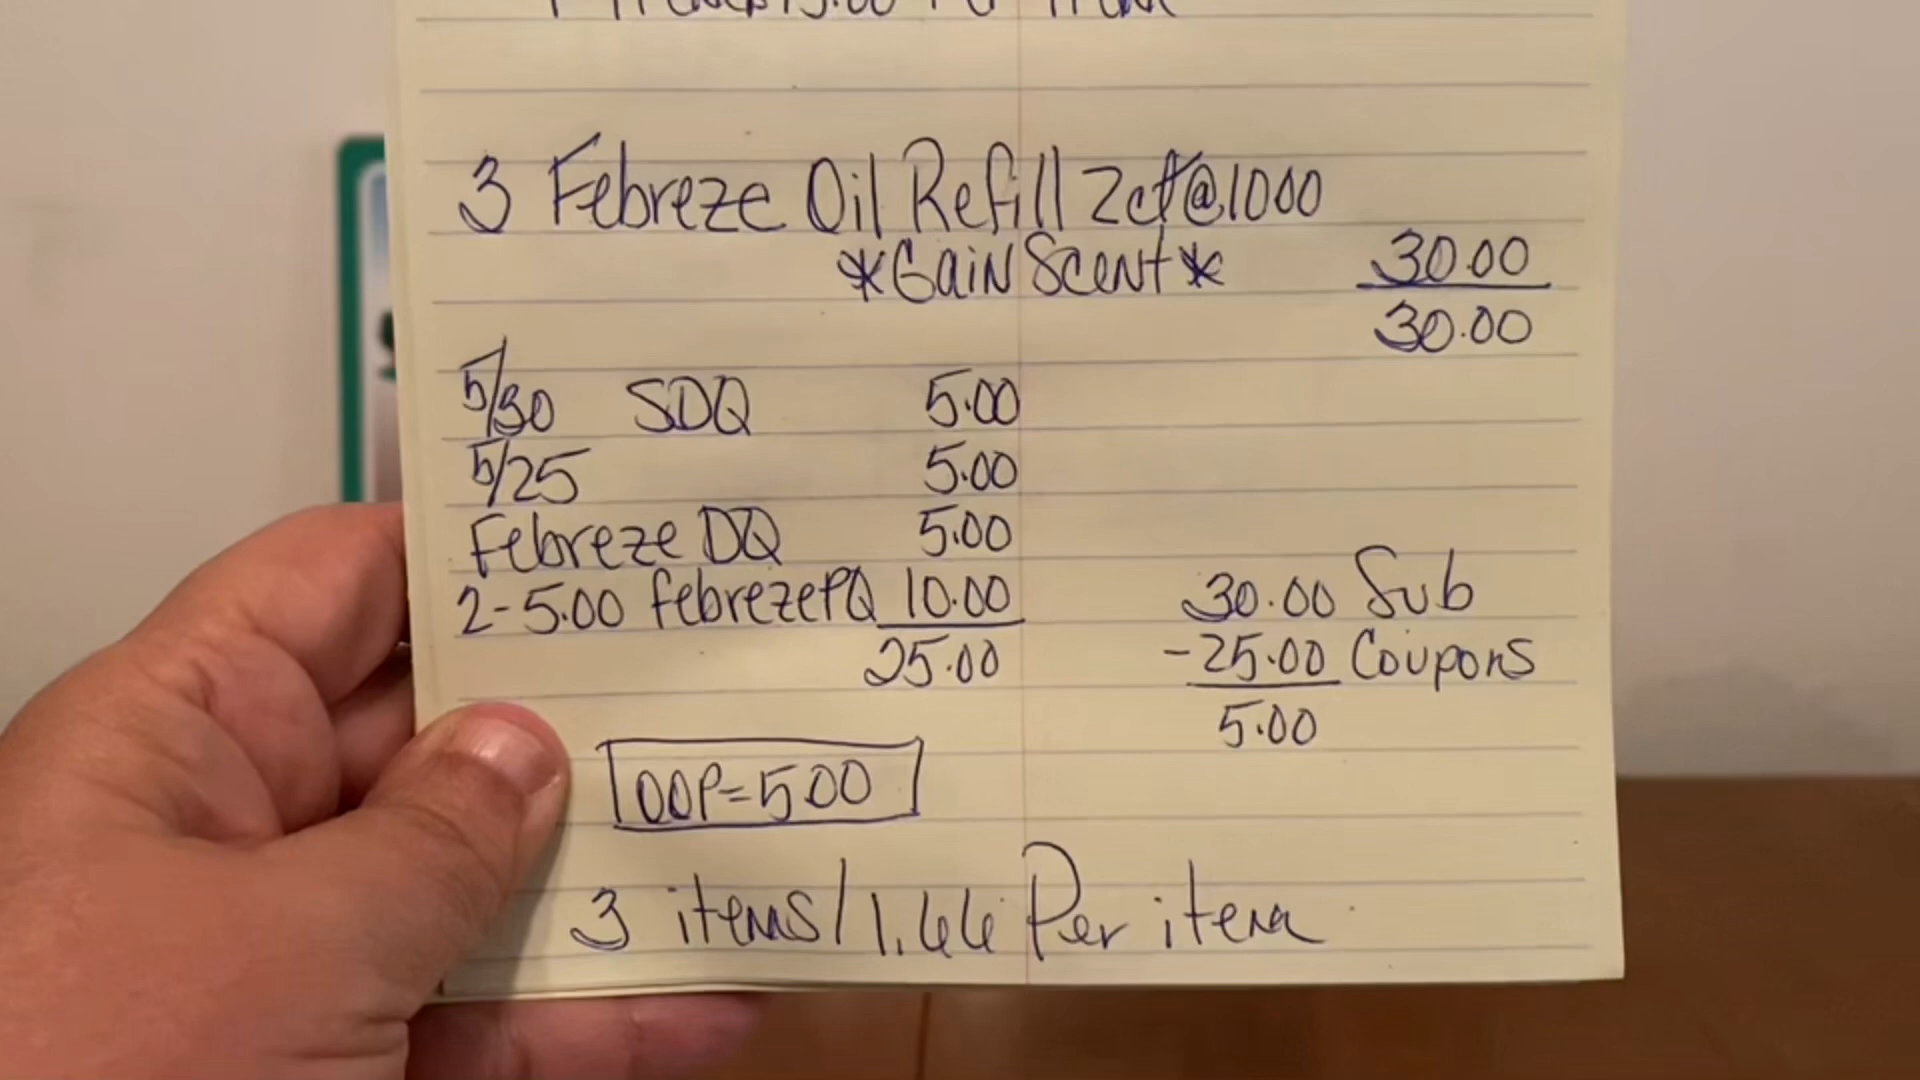 3 Febreze Oil Refill 2ct@1000
*Gain Scent* 30.00
30.00
5/30 SDQ 5.00
5/25 5.00
Febreze DQ 5.00
2-5.00 febreze PQ 10.00
25.00
30.00 Sub
-25.00 Coupons
5.00
OOP=5.00
3 items/1.66 Per item